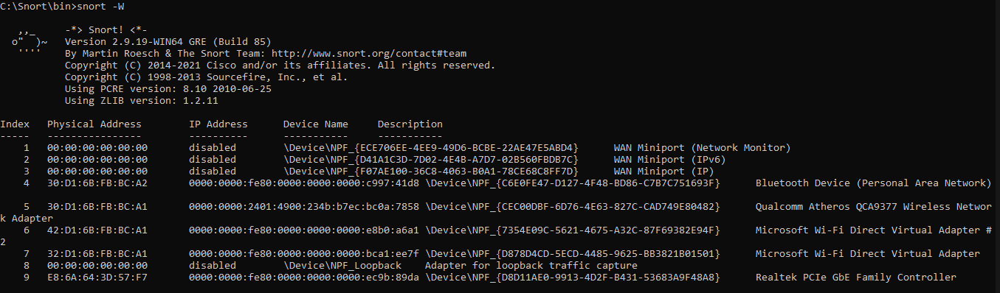 C:\Snort\bin>snort -W
,,_     -*> Snort! <*-
o"  )~   Version 2.9.19-WIN64 GRE (Build 85)
''''    By Martin Roesch & The Snort Team: http://www.snort.org/contact#team
Copyright (C) 2014-2021 Cisco and/or its affiliates. All rights reserved.
Copyright (C) 1998-2013 Sourcefire, Inc., et al.
Using PCRE version: 8.10 2010-06-25
Using ZLIB version: 1.2.11
Index   Physical Address        IP Address      Device Name     Description
-----   ----------------        ----------      -----------     -----------
1   00:00:00:00:00:00       disabled        \Device\NPF_{ECE706EE-4EE9-49D6-BCBE-22AE47E5ABD4}      WAN Miniport (Network Monitor)
2   00:00:00:00:00:00       disabled        \Device\NPF_{D41A1C3D-7D02-4E4B-A7D7-02B560FBDB7C}      WAN Miniport (IPv6)
3   00:00:00:00:00:00       disabled        \Device\NPF_{F07AE100-36C8-4063-B0A1-78CE68C8FF7D}      WAN Miniport (IP)
4   30:D1:6B:FB:BC:A2       0000:0000:fe80:0000:0000:0000:c997:41d8 \Device\NPF_{C6E0FE47-D127-4F48-BD86-C7B7C751693F}      Bluetooth Device (Personal Area Network)
5   30:D1:6B:FB:BC:A1       0000:0000:2401:4900:234b:b7ec:bc0a:7858 \Device\NPF_{CEC00DBF-6D76-4E63-827C-CAD749E80482}      Qualcomm Atheros QCA9377 Wireless Networ
k Adapter
6   42:D1:6B:FB:BC:A1       0000:0000:fe80:0000:0000:0000:e8b0:a6a1 \Device\NPF_{7354E09C-5621-4675-A32C-87F69382E94F}      Microsoft Wi-Fi Direct Virtual Adapter #
2
7   32:D1:6B:FB:BC:A1       0000:0000:fe80:0000:0000:0000:bca1:ee7f \Device\NPF_{D878D4CD-5ECD-4485-9625-BB3821B01501}      Microsoft Wi-Fi Direct Virtual Adapter
8   00:00:00:00:00:00       disabled        \Device\NPF_Loopback    Adapter for loopback traffic capture
9   E8:6A:64:3D:57:F7       0000:0000:fe80:0000:0000:0000:ec9b:89da \Device\NPF_{D8D11AE0-9913-4D2F-B431-53683A9F48A8}      Realtek PCIe GbE Family Controller